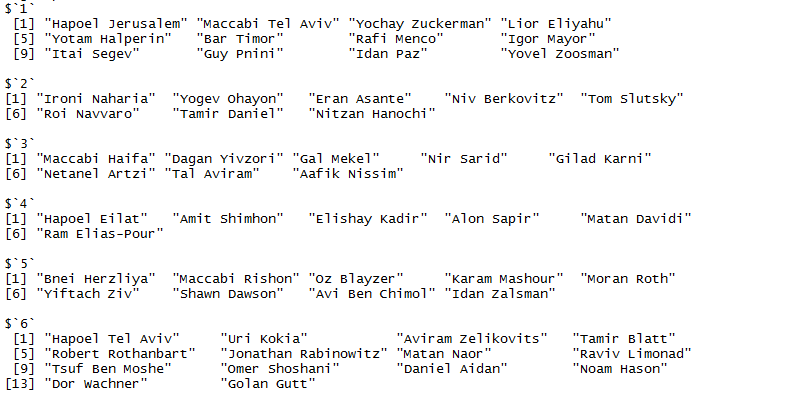 $`1`
[1] "Hapoel Jerusalem" "Maccabi Tel Aviv" "Yochay Zuckerman" "Lior Eliyahu"
[5] "Yotam Halperin" "Bar Timor" "Rafi Menco" "Igor Mayor"
[9] "Itai Segev" "Guy Pnini" "Idan Paz" "Yovel Zoosman"
$`2`
[1] "Ironi Naharia" "Yogev Ohayon" "Eran Asante" "Niv Berkovitz" "Tom Slutsky"
[6] "Roi Navvaro" "Tamir Daniel" "Nitzan Hanochi"
$`3`
[1] "Maccabi Haifa" "Dagan Yivzori" "Gal Mekel" "Nir Sarid" "Gilad Karni"
[6] "Netanel Artzi" "Tal Aviram" "Aafik Nissim"
$`4`
[1] "Hapoel Eilat" "Amit Shimhon" "Elishay Kadir" "Alon Sapir" "Matan Davidi"
[6] "Ram Elias-Pour"
$`5`
[1] "Bnei Herzliya" "Maccabi Rishon" "Oz Blayzer" "Karam Mashour" "Moran Roth"
[6] "Yiftach Ziv" "Shawn Dawson" "Avi Ben Chimol" "Idan Zalsman"
$`6`
[1] "Hapoel Tel Aviv" "Uri Kokia" "Aviram Zelikovits" "Tamir Blatt"
[5] "Robert Rothanbart" "Jonathan Rabinowitz" "Matan Naor" "Raviv Limonad"
[9] "Tsuf Ben Moshe" "Omer Shoshani" "Daniel Aidan" "Noam Hason"
[13] "Dor Wachner" "Golan Gutt"